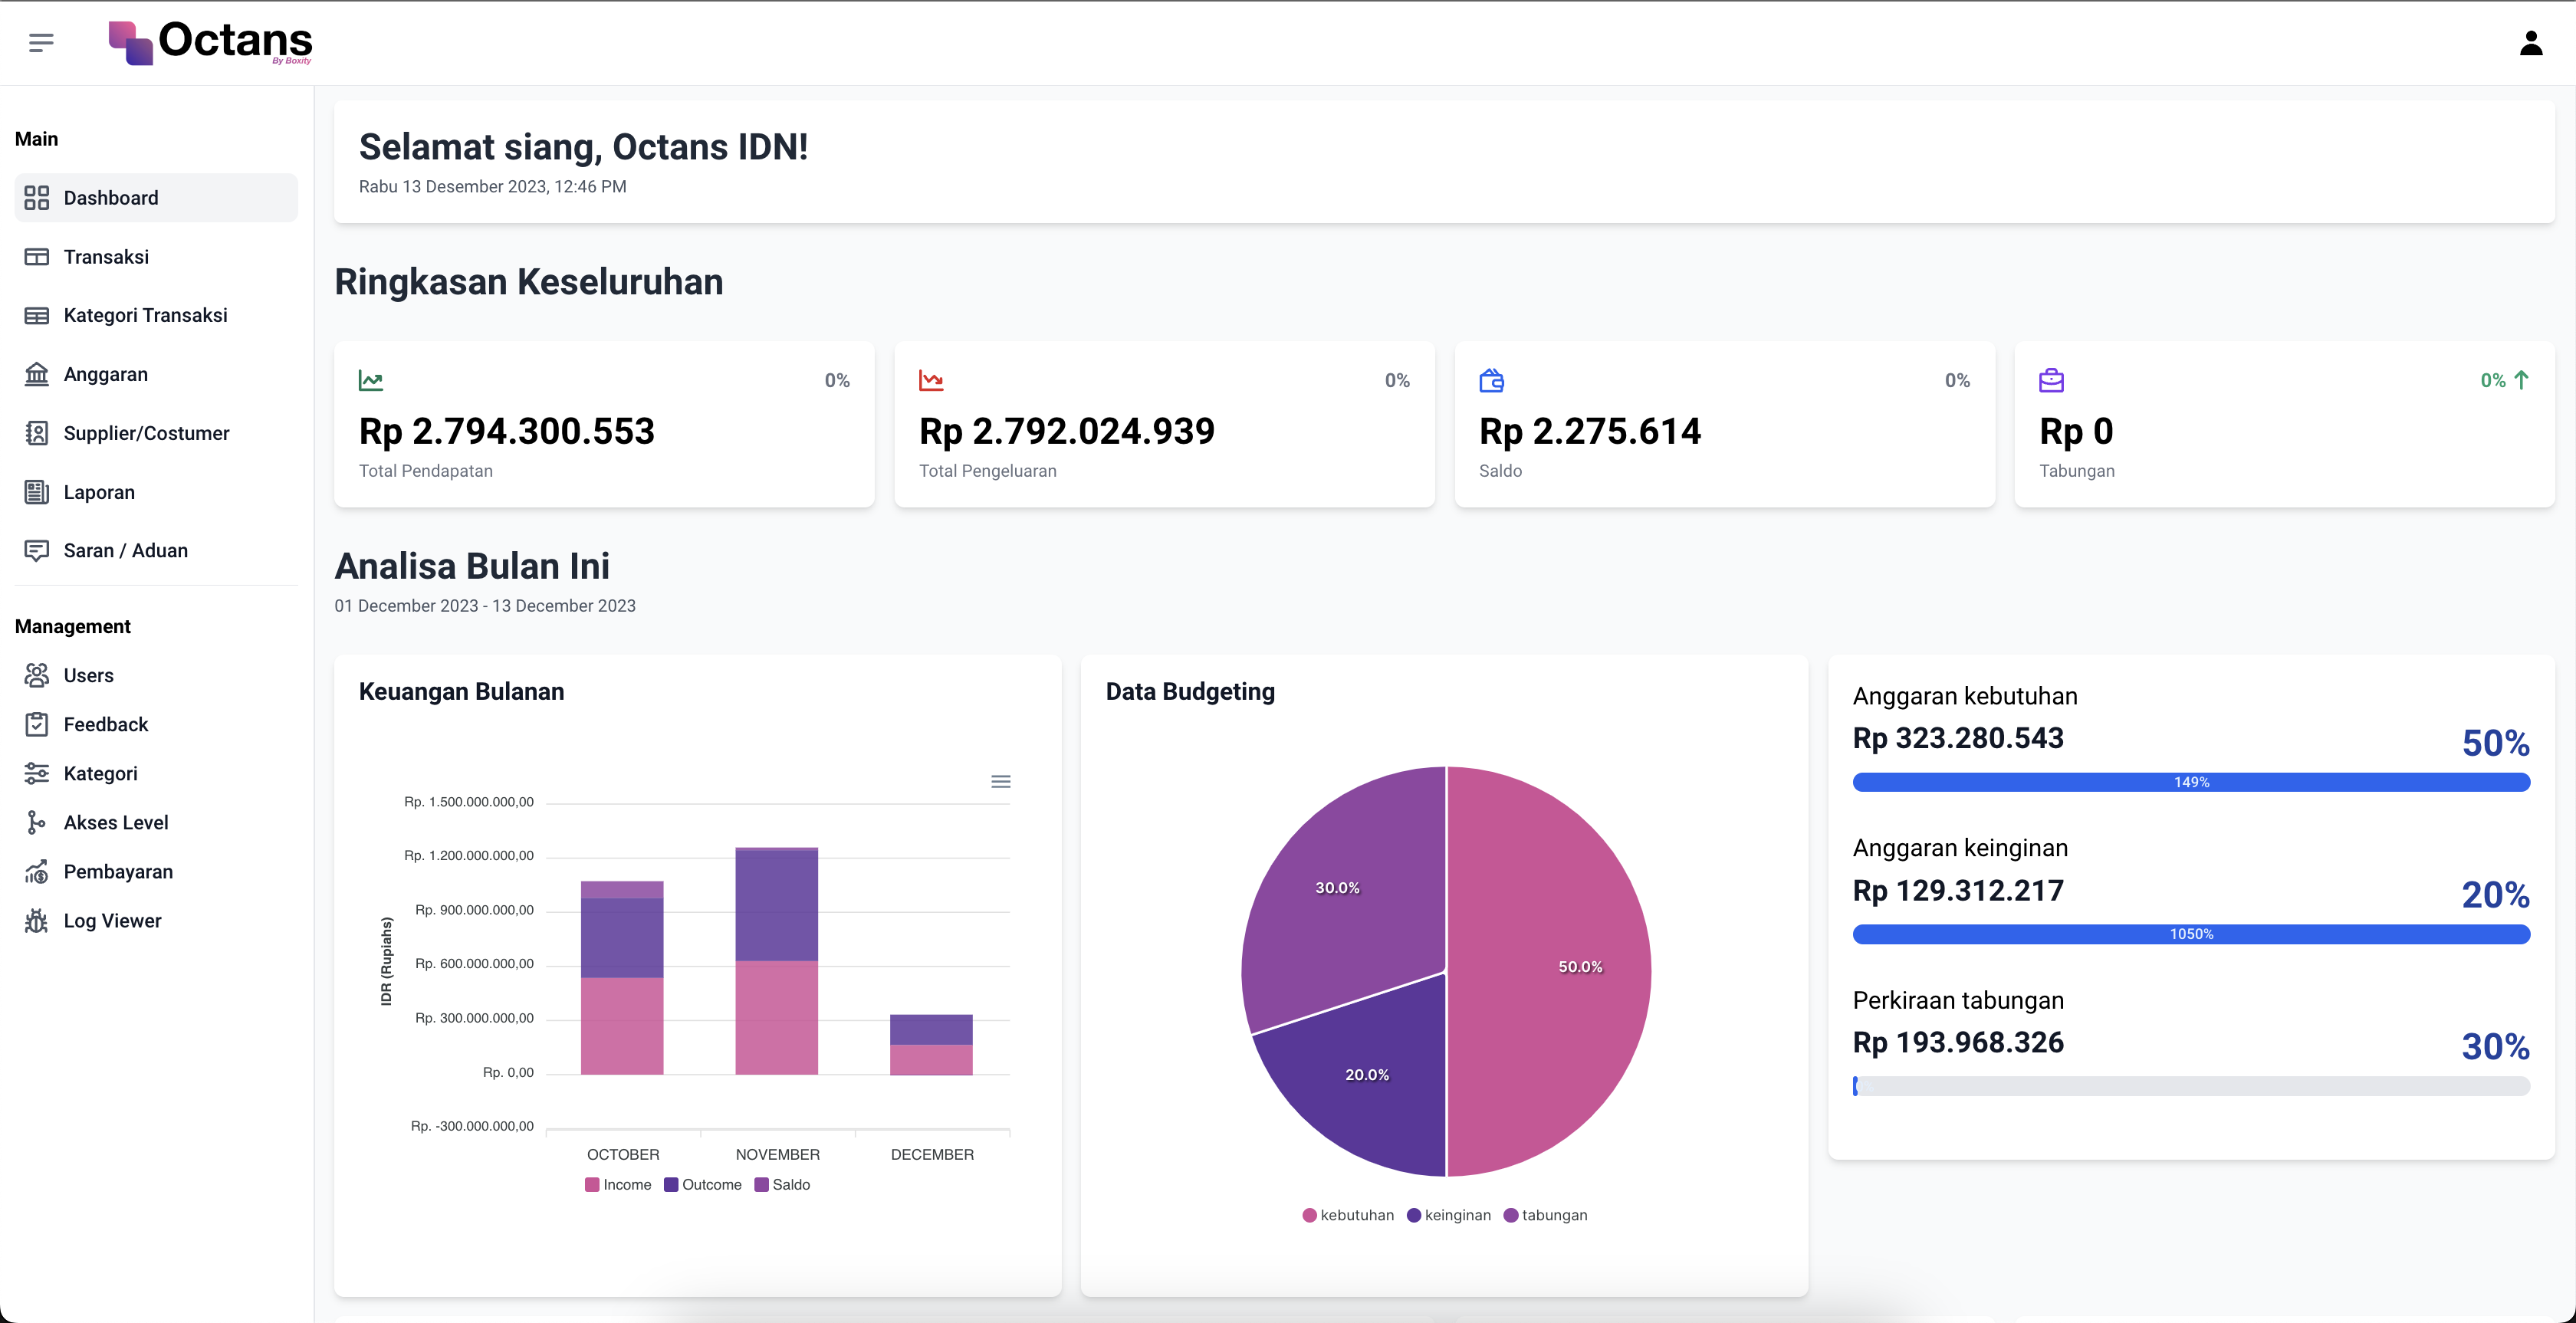 Octans
By Boxity
Main
Dashboard
Transaksi
Kategori Transaksi
Anggaran
Supplier/Costumer
Laporan
Saran / Aduan
Management
Users
Feedback
Kategori
Akses Level
Pembayaran
Log Viewer
Selamat siang, Octans IDN!
Rabu 13 Desember 2023, 12:46 PM
Ringkasan Keseluruhan
0%
Rp 2.794.300.553
Total Pendapatan
0%
Rp 2.792.024.939
Total Pengeluaran
0%
Rp 2.275.614
Saldo
0%
Rp 0
Tabungan
Analisa Bulan Ini
01 December 2023 - 13 December 2023
Keuangan Bulanan
IDR (Rupiahs)
Rp. 1.500.000.000,00
Rp. 1.200.000.000,00
Rp. 900.000.000,00
Rp. 600.000.000,00
Rp. 300.000.000,00
Rp. 0,00
Rp. -300.000.000,00
OCTOBER NOVEMBER DECEMBER
Income Outcome Saldo
Data Budgeting
30.0%
50.0%
20.0%
kebutuhan keinginan tabungan
Anggaran kebutuhan
Rp 323.280.543
50%
149%
Anggaran keinginan
Rp 129.312.217
20%
1050%
Perkiraan tabungan
Rp 193.968.326
30%